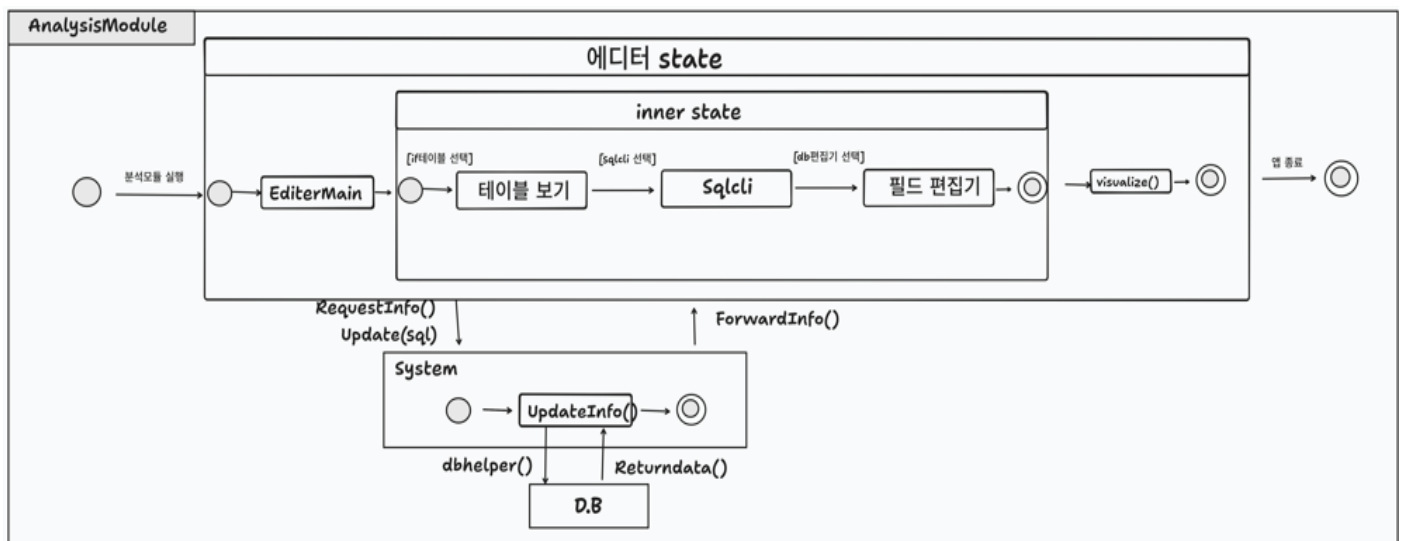 AnalysisModule
에디터 state
inner state
[if테이블 선택]
[sqlcli 선택]
[db편집기 선택]
앱 종료
분석모듈 실행
EditerMain
테이블 보기
Sqlcli
필드 편집기
visualize()
RequestInfo()
Update(sql)
ForwardInfo()
System
UpdateInfo()
dbhelper()
Returndata()
D.B